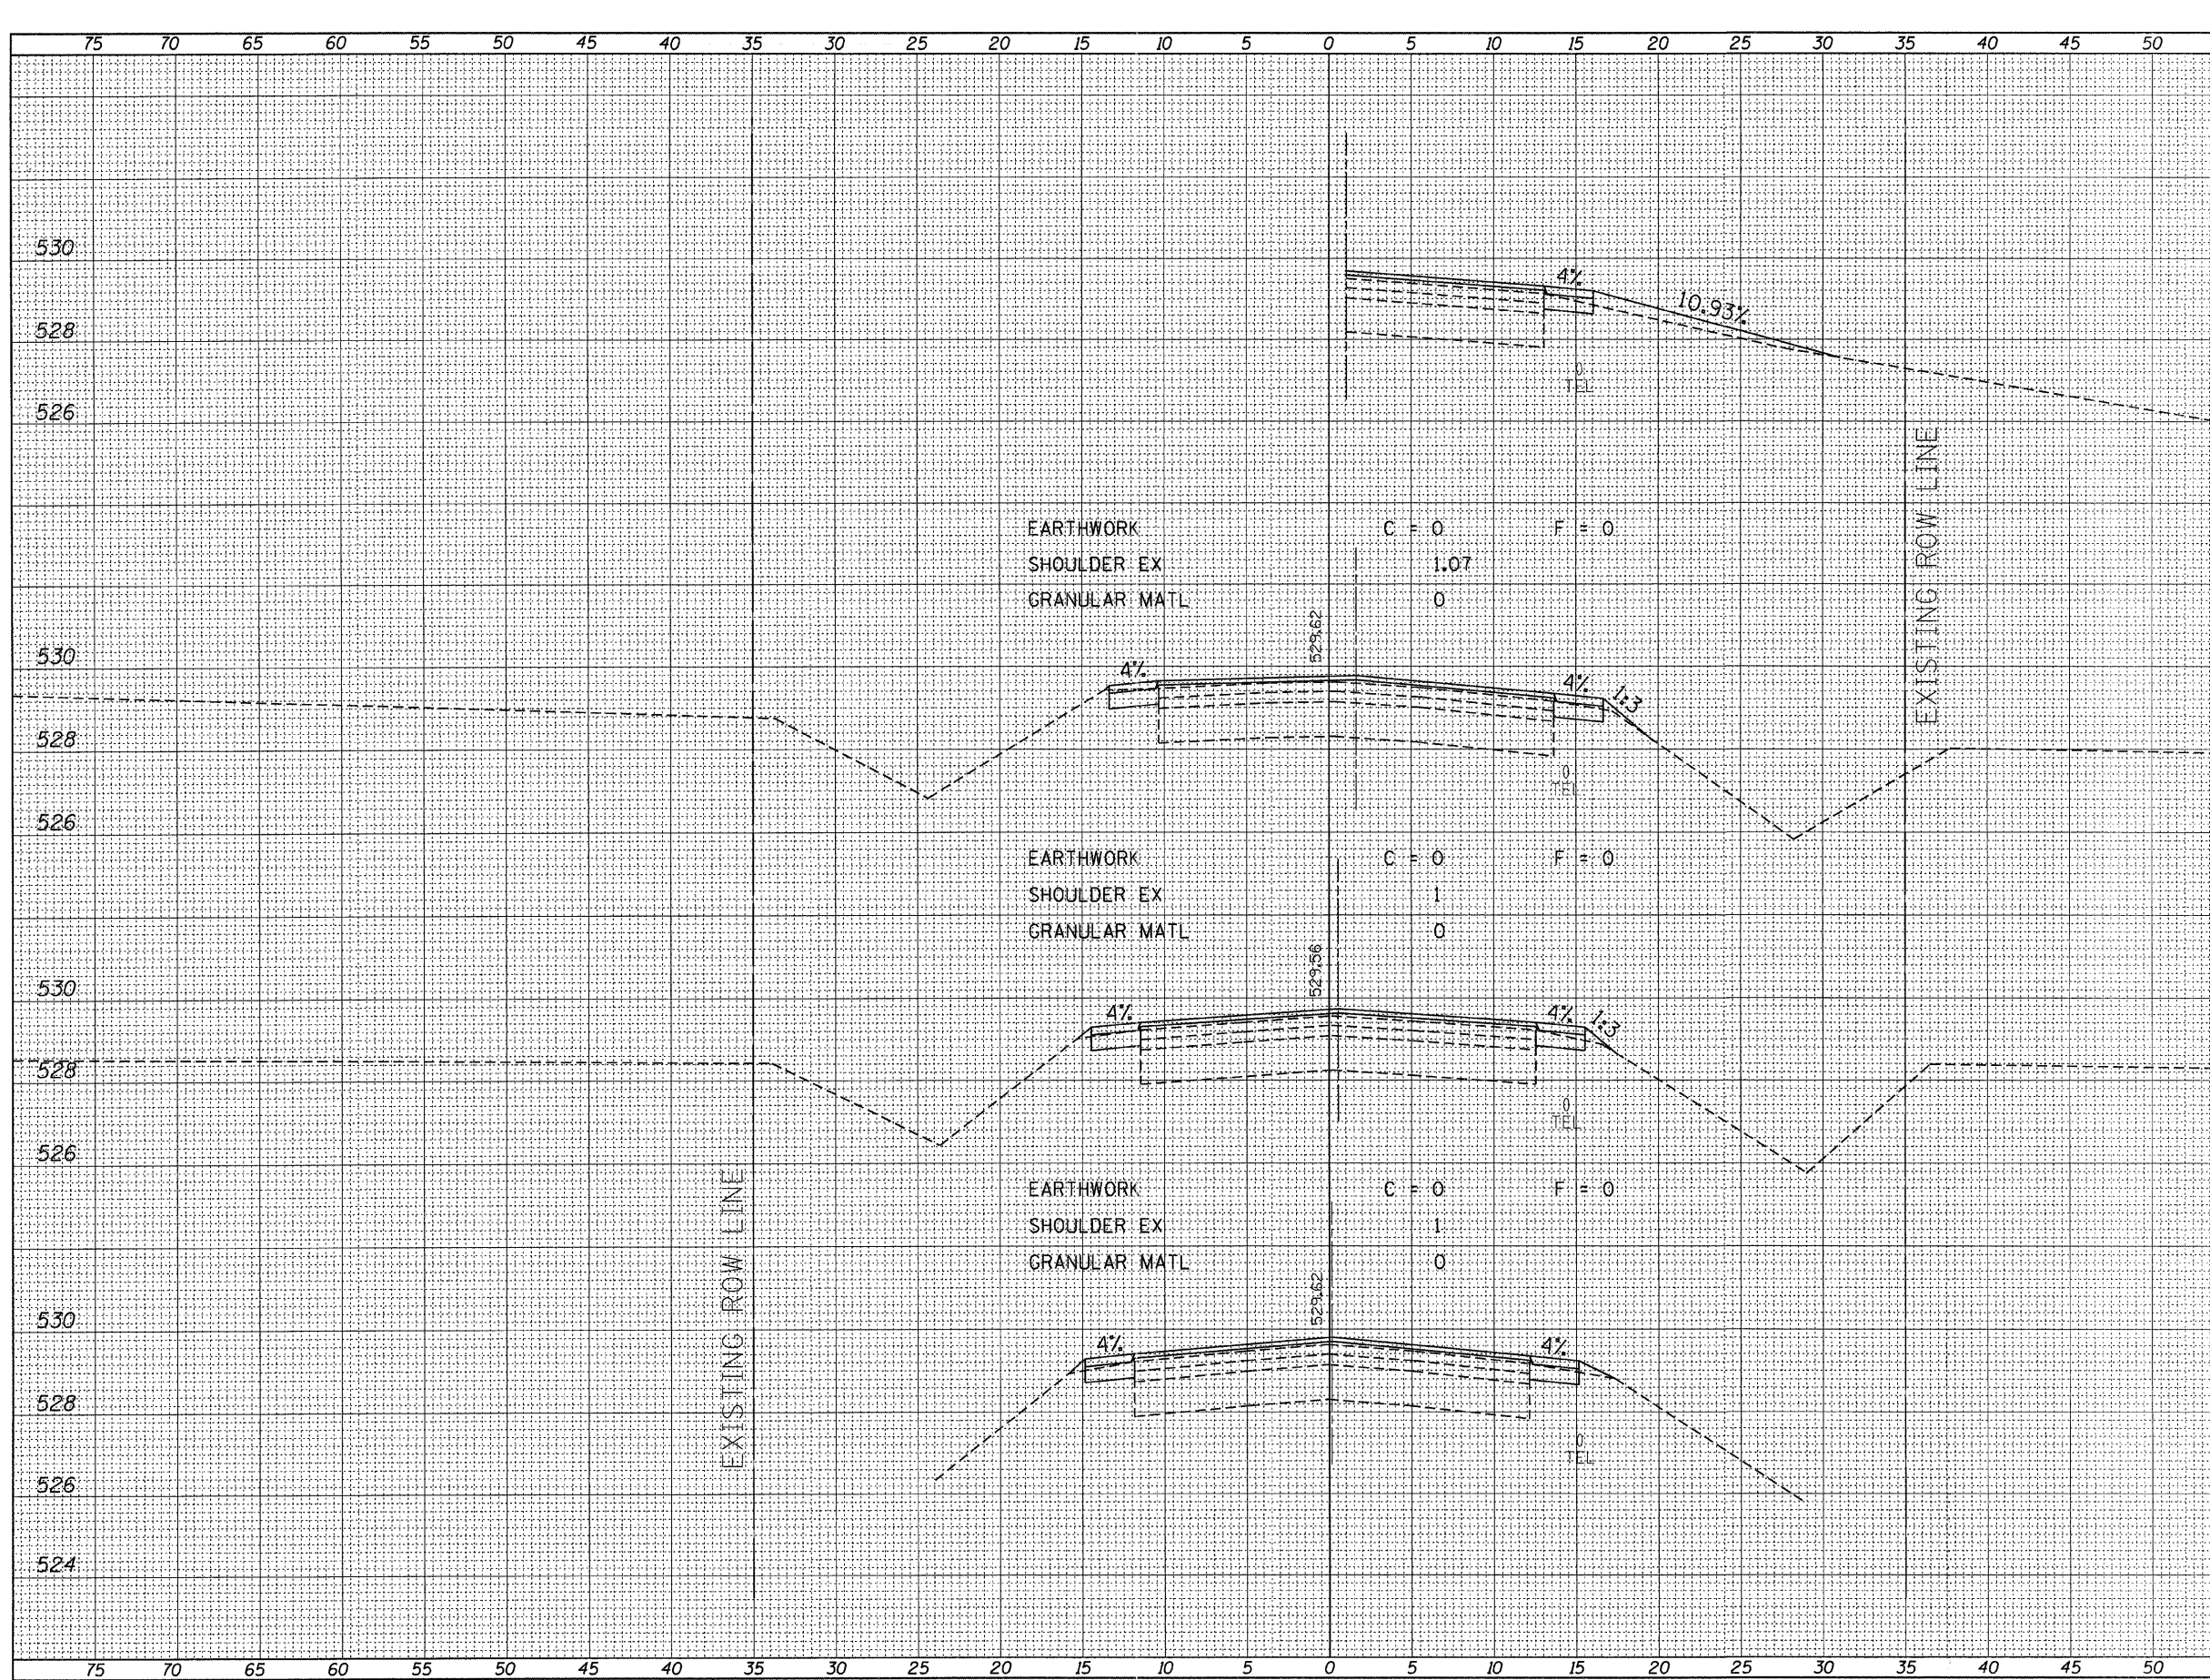 75 70 65 60 55 50 45 40 35 30 25 20 15 10 5 0 5 10 15 20 25 30 35 40 45 50
530
4%
10.93%
528
0
TEL
526
EXISTING ROW LINE
EARTHWORK C = 0 F = 0
SHOULDER EX 1.07
GRANULAR MATL 0
529.62
530
4% 4% 1:3
528
0
TEL
526
EARTHWORK C = 0 F = 0
SHOULDER EX 1
GRANULAR MATL 0
529.56
530
4% 4% 1:3
528
0
TEL
526
EXISTING ROW LINE
EARTHWORK C = 0 F = 0
SHOULDER EX 1
GRANULAR MATL 0
529.62
530
4% 4%
528
0
TEL
526
524
75 70 65 60 55 50 45 40 35 30 25 20 15 10 5 0 5 10 15 20 25 30 35 40 45 50